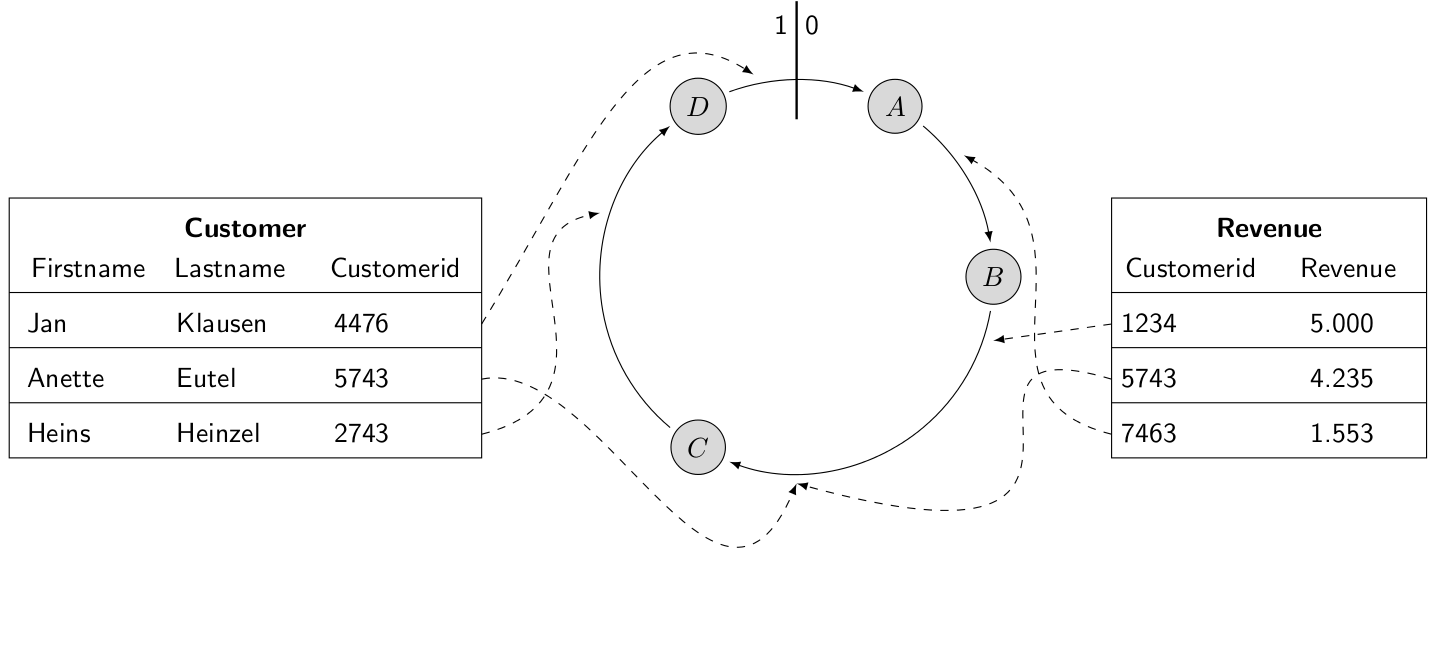 1 0
D
A
Customer
Firstname Lastname Customerid
Jan Klausen 4476
Anette Eutel 5743
Heins Heinzel 2743
B
C
Revenue
Customerid Revenue
1234 5.000
5743 4.235
7463 1.553